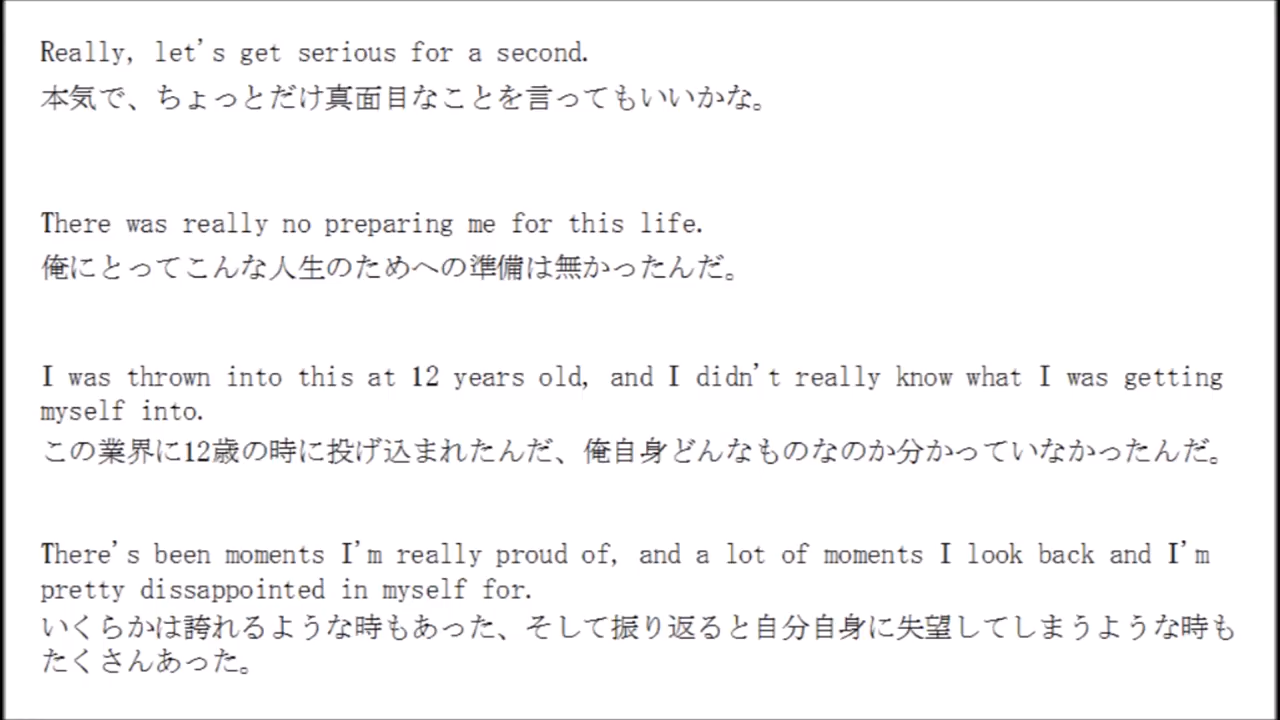 Really, let's get serious for a second.
本気で、ちょっとだけ真面目なことを言ってもいいかな。
There was really no preparing me for this life.
俺にとってこんな人生のためへの準備は無かったんだ。
I was thrown into this at 12 years old, and I didn't really know what I was getting
myself into.
この業界に12歳の時に投げ込まれたんだ、俺自身どんなものなのか分かっていなかったんだ。
There's been moments I'm really proud of, and a lot of moments I look back and I'm
pretty dissappointed in myself for.
いくらかは誇れるような時もあった、そして振り返ると自分自身に失望してしまうような時も
たくさんあった。